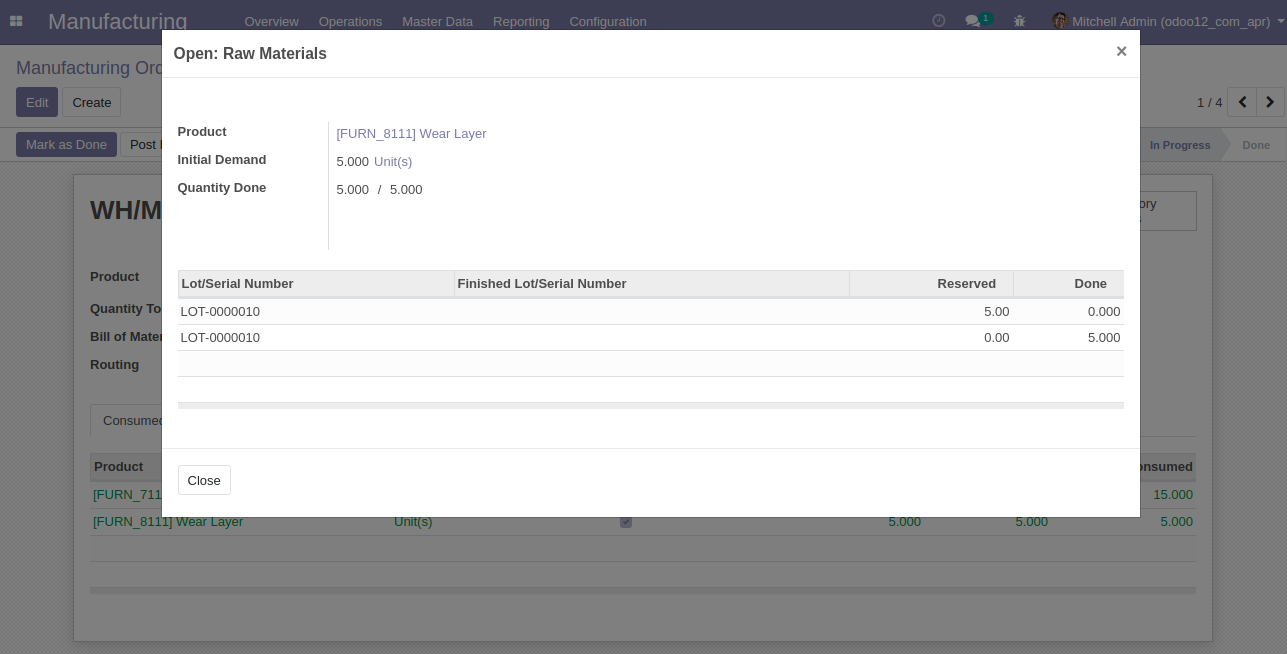 Manufacturing Overview Operations Master Data Reporting Configuration 1 Mitchell Admin (odoo12_com_apr)
Open: Raw Materials ×
Manufacturing Ord
Edit Create 1 / 4
Mark as Done Post In Progress Done
Product [FURN_8111] Wear Layer
Initial Demand 5.000 Unit(s)
Quantity Done 5.000 / 5.000
WH/M ory
Product
Quantity To
Bill of Mater
Routing
Lot/Serial Number Finished Lot/Serial Number Reserved Done
LOT-0000010 5.00 0.000
LOT-0000010 0.00 5.000
Consumed
Close
Product onsumed
[FURN_711 15.000
[FURN_8111] Wear Layer Unit(s) 5.000 5.000 5.000